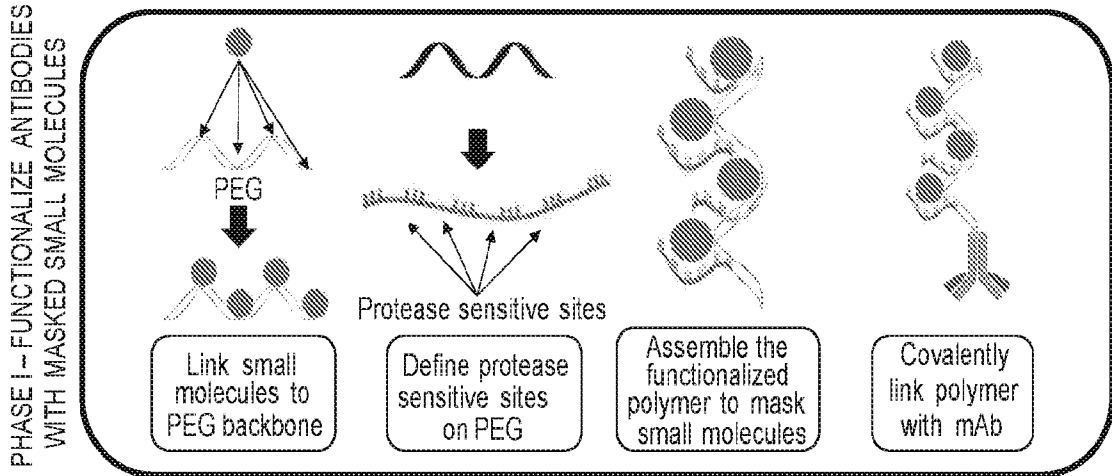 PHASE I – FUNCTIONALIZE ANTIBODIES
WITH MASKED SMALL MOLECULES
PEG
Link small
molecules to
PEG backbone
Protease sensitive sites
Define protease
sensitive sites
on PEG
Assemble the
functionalized
polymer to mask
small molecules
Covalently
link polymer
with mAb